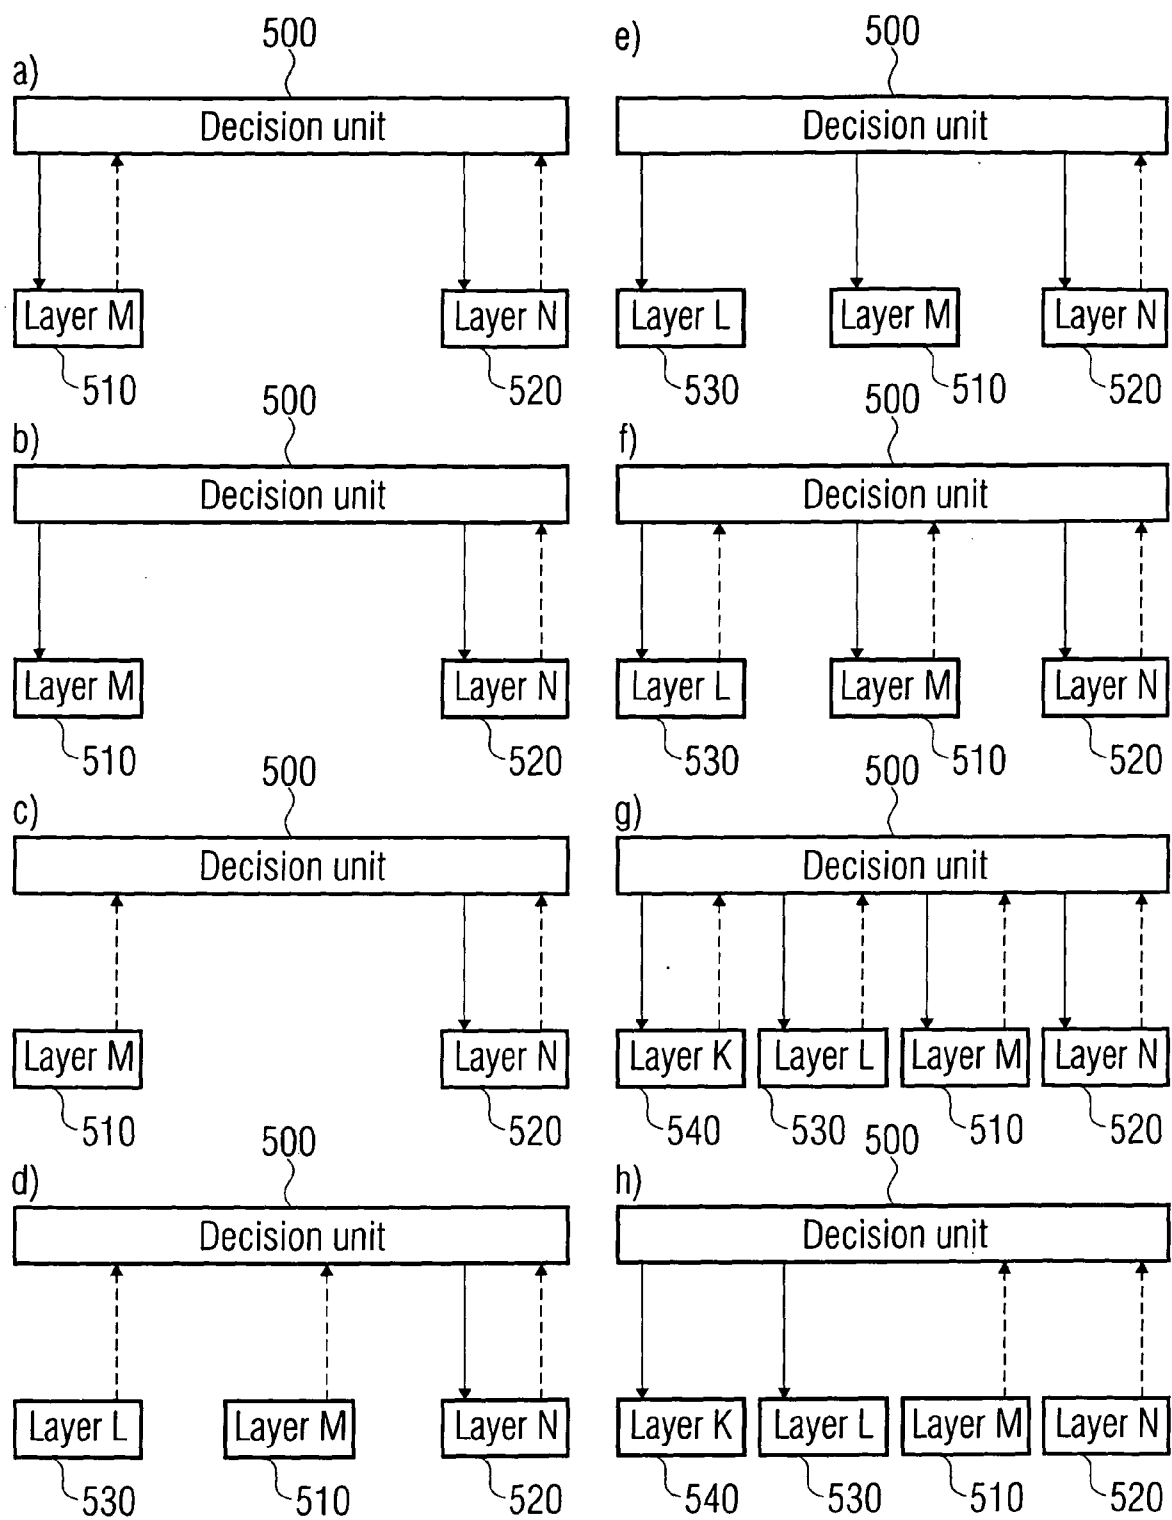 500
a)
Decision unit
Layer M
Layer N
510
520
500
b)
Decision unit
Layer M
Layer N
510
520
500
c)
Decision unit
Layer M
Layer N
510
520
500
d)
Decision unit
Layer L
Layer M
Layer N
530
510
520
e)
500
Decision unit
Layer L
Layer M
Layer N
530
510
520
500
f)
Decision unit
Layer L
Layer M
Layer N
530
510
520
500
g)
Decision unit
Layer K
Layer L
Layer M
Layer N
540
530
510
520
500
h)
Decision unit
Layer K
Layer L
Layer M
Layer N
540
530
510
520